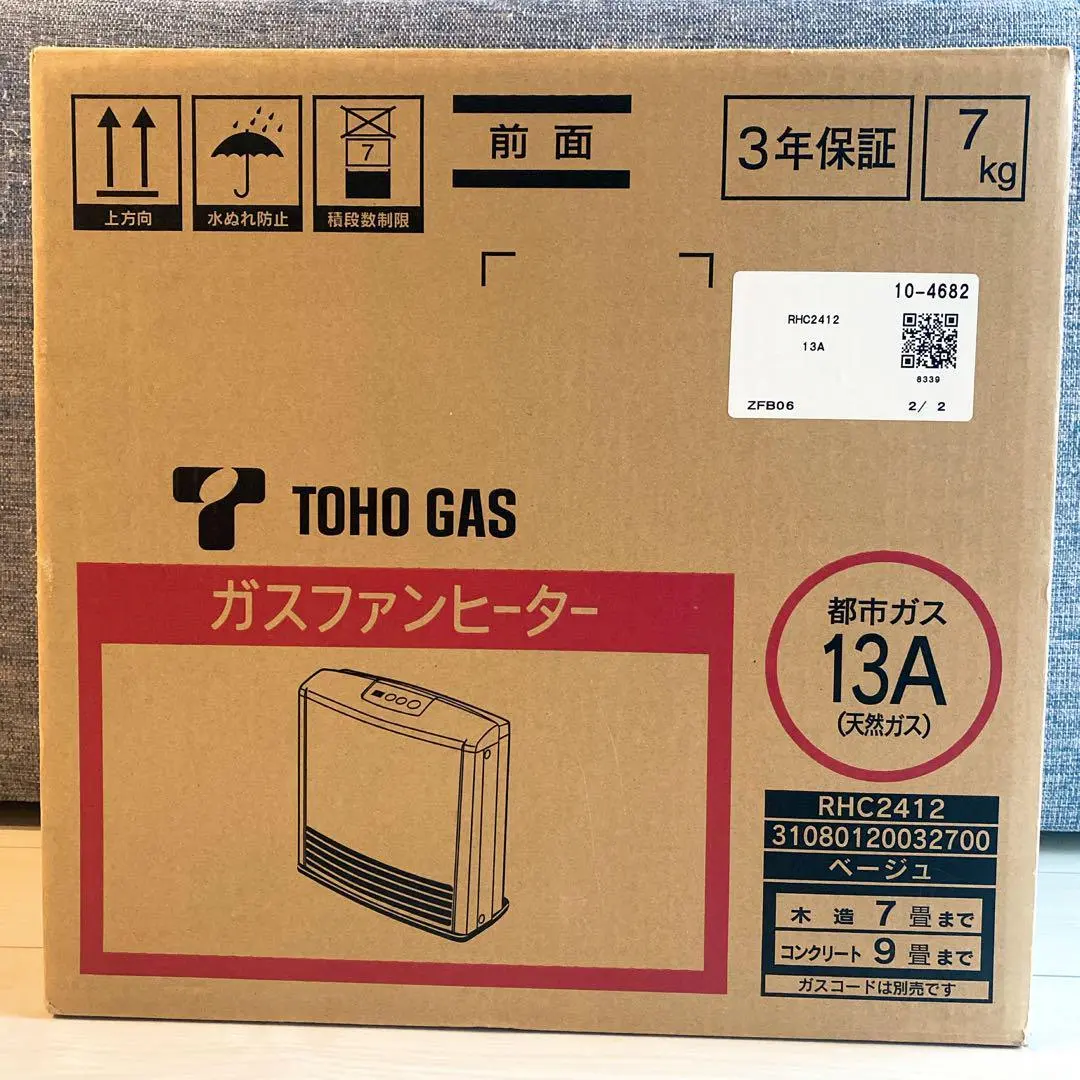 上方向
水ぬれ防止
7
積段数制限
前面
3年保証
7
kg
10-4682
RHC2412
13A
8339
ZFB06
2/ 2
TOHO GAS
ガスファンヒーター
都市ガス
13A
(天然ガス)
RHC2412
31080120032700
ベージュ
木造 7 畳まで
コンクリート 9 畳まで
ガスコードは別売です